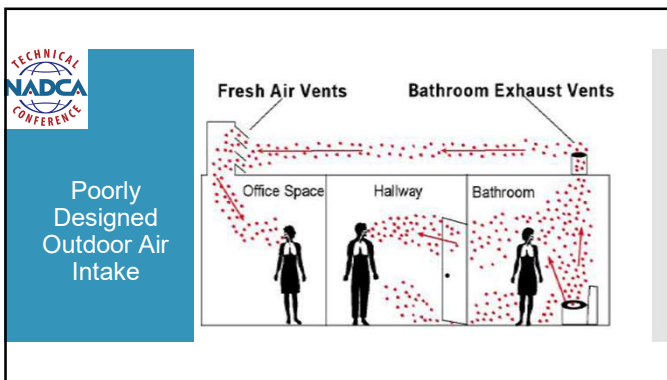 TECHNICAL
NADCA
CONFERENCE
Poorly
Designed
Outdoor Air
Intake
Fresh Air Vents
Bathroom Exhaust Vents
Office Space
Hallway
Bathroom